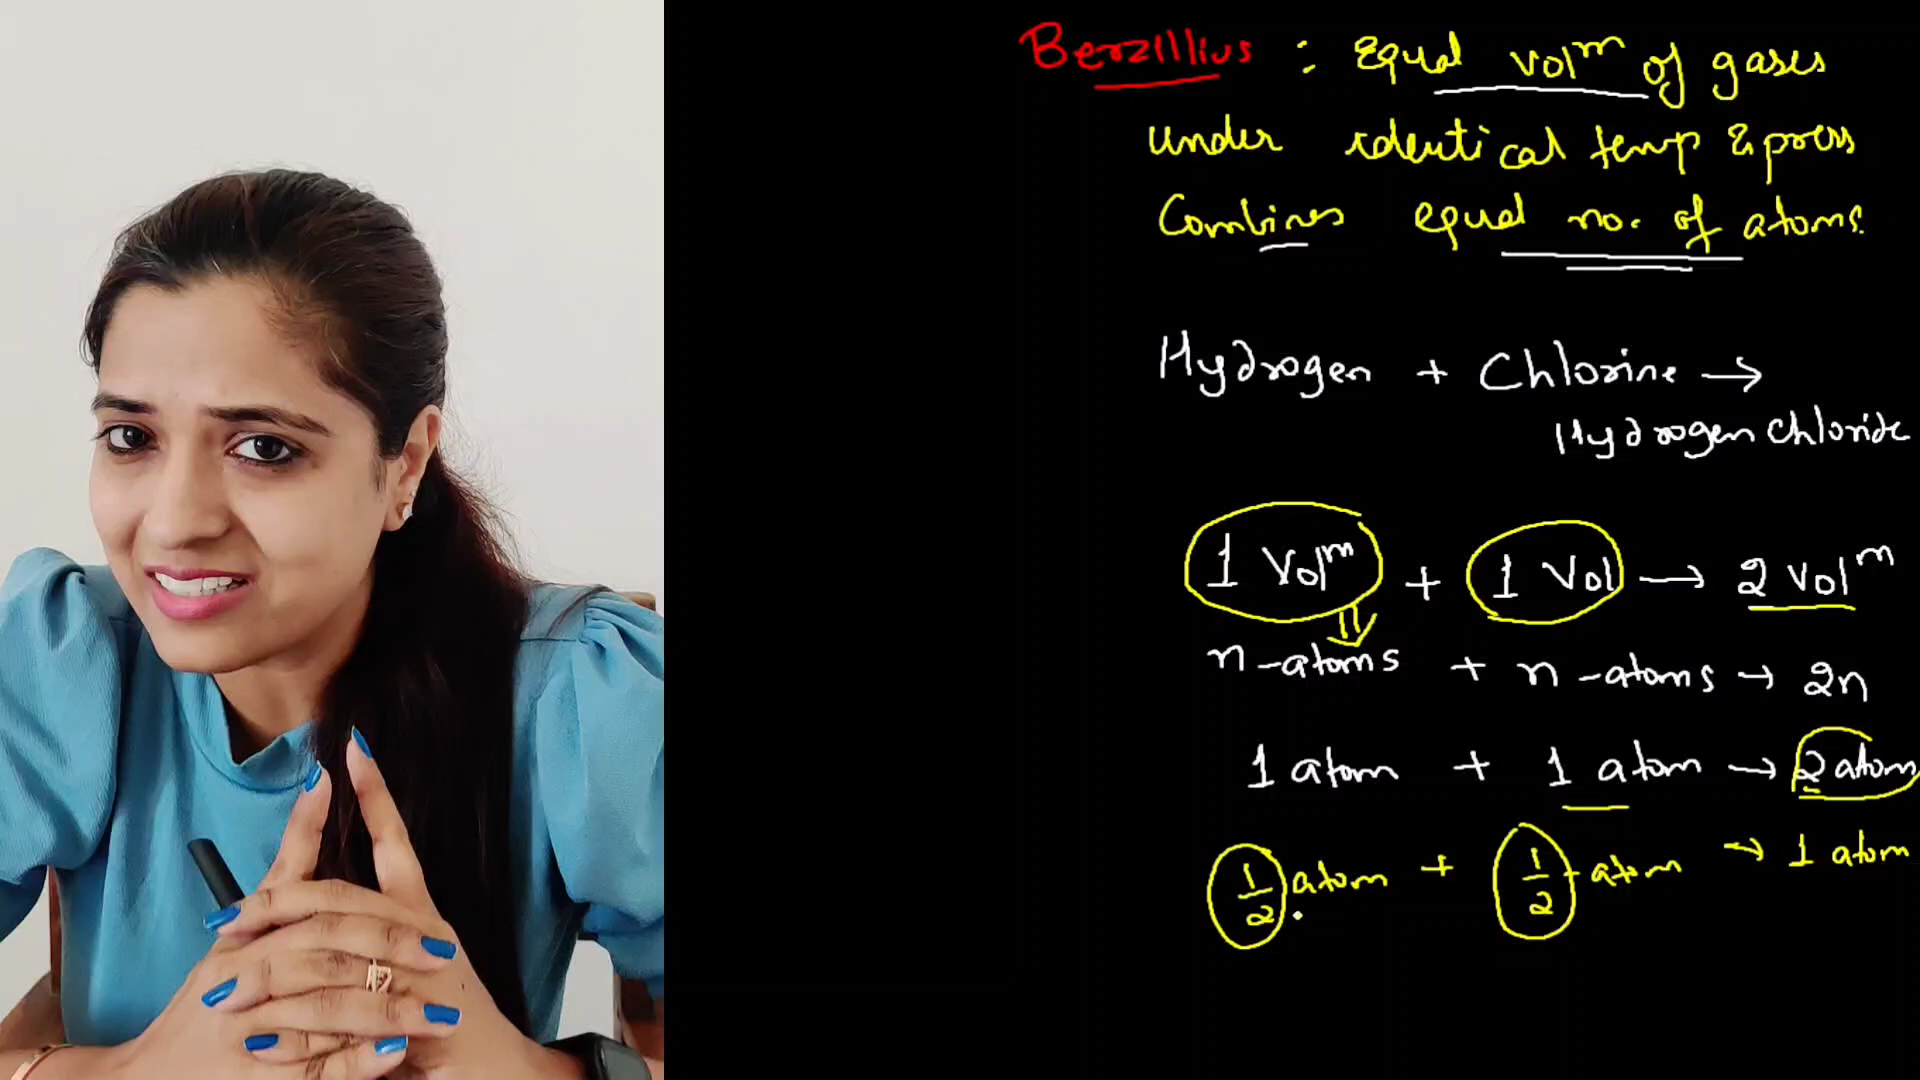 Berzillius : Equal volᵐ of gases
under identical temp & press
Combines equal no. of atoms.
Hydrogen + Chlorine →
Hydrogen chloride
1 Volᵐ + 1 Vol → 2 volᵐ
n-atoms + n-atoms → 2n
1 atom + 1 atom → 2 atom
1/2 atom + 1/2 atom → 1 atom